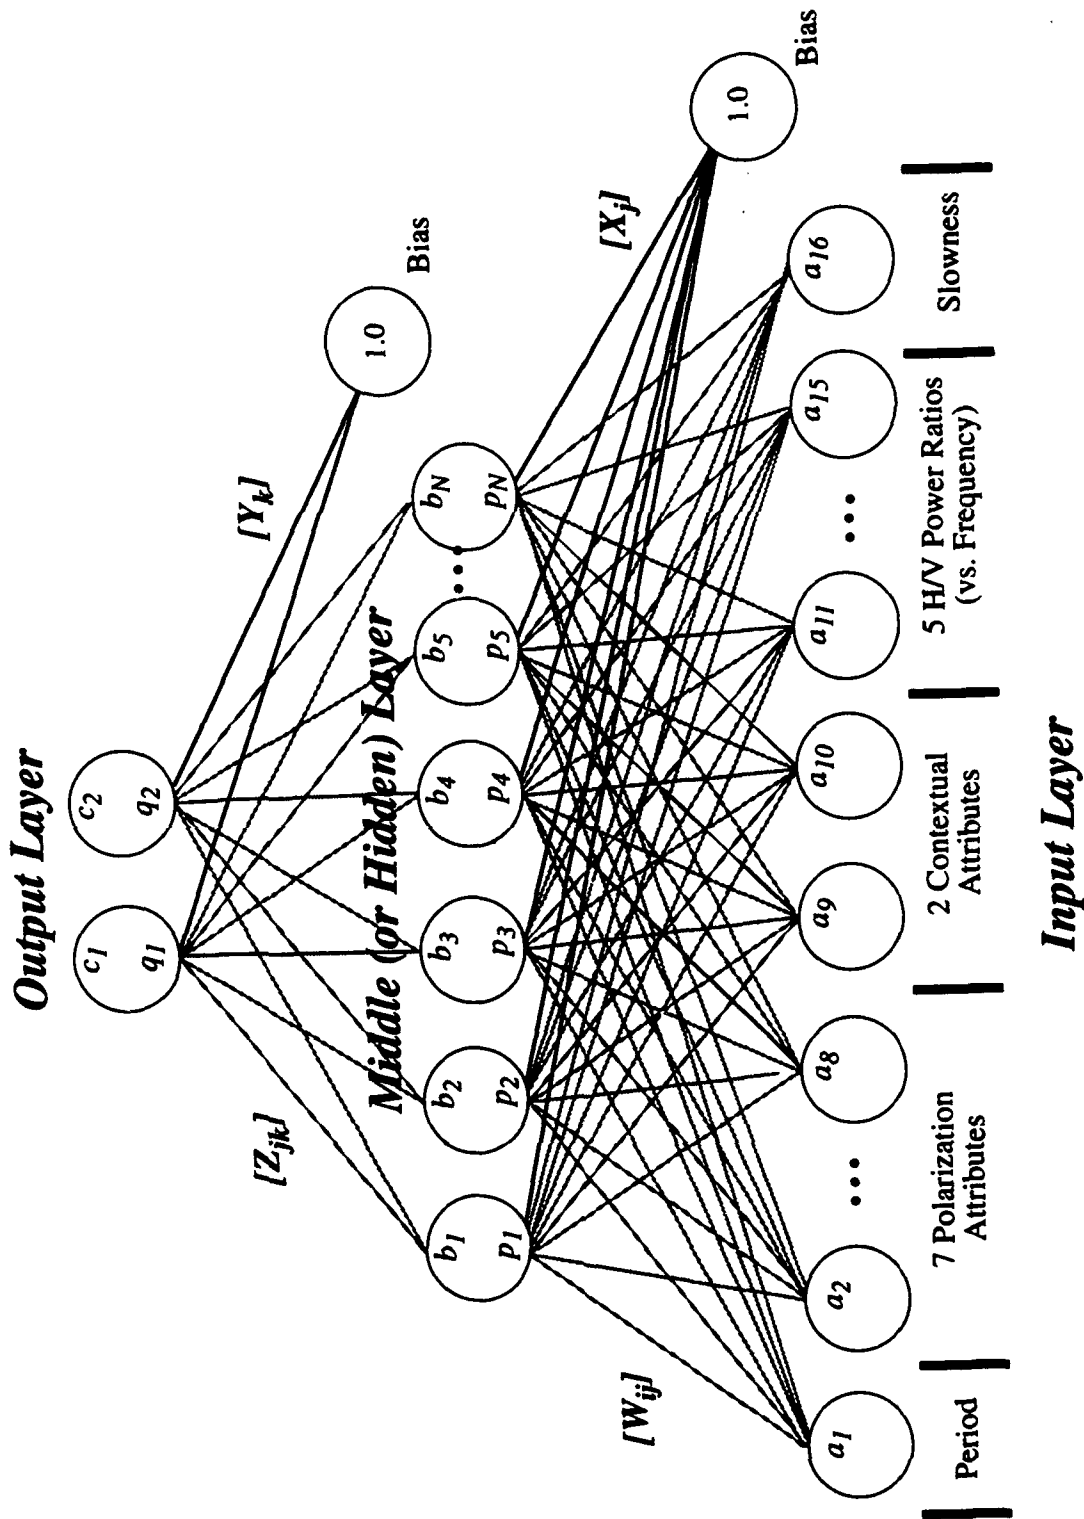 Output Layer
c1 c2
q1 q2
[Zjk]
[Yk]
1.0
Bias
Middle (or Hidden) Layer
b1 b2 b3 b4 b5 ... bN
p1 p2 p3 p4 p5 pN
[Wij]
[Xj]
1.0
Bias
a1 a2 ... a8 a9 a10 a11 ... a15 a16
Period
7 Polarization
Attributes
2 Contextual
Attributes
5 H/V Power Ratios
(vs. Frequency)
Slowness
Input Layer